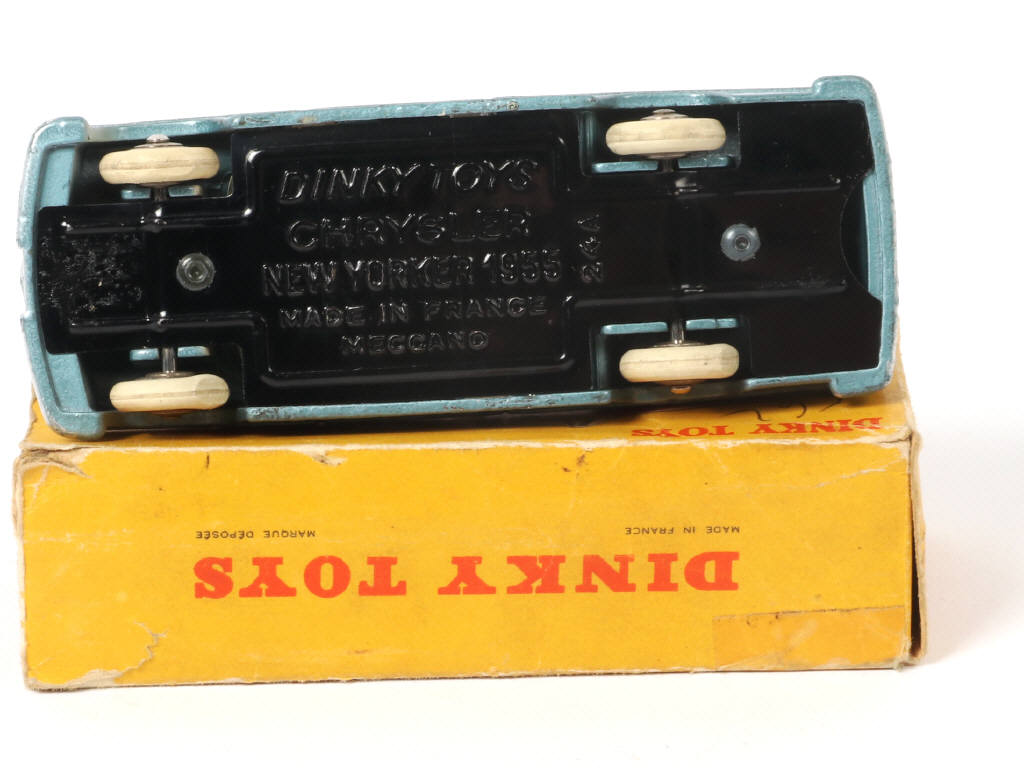 DINKY TOYS
CHRYSLER
NEW YORKER 1955
MADE IN FRANCE
MECCANO
24A
DINKY TOYS
MADE IN FRANCE
MARQUE DÉPOSÉE
DINKY TOYS